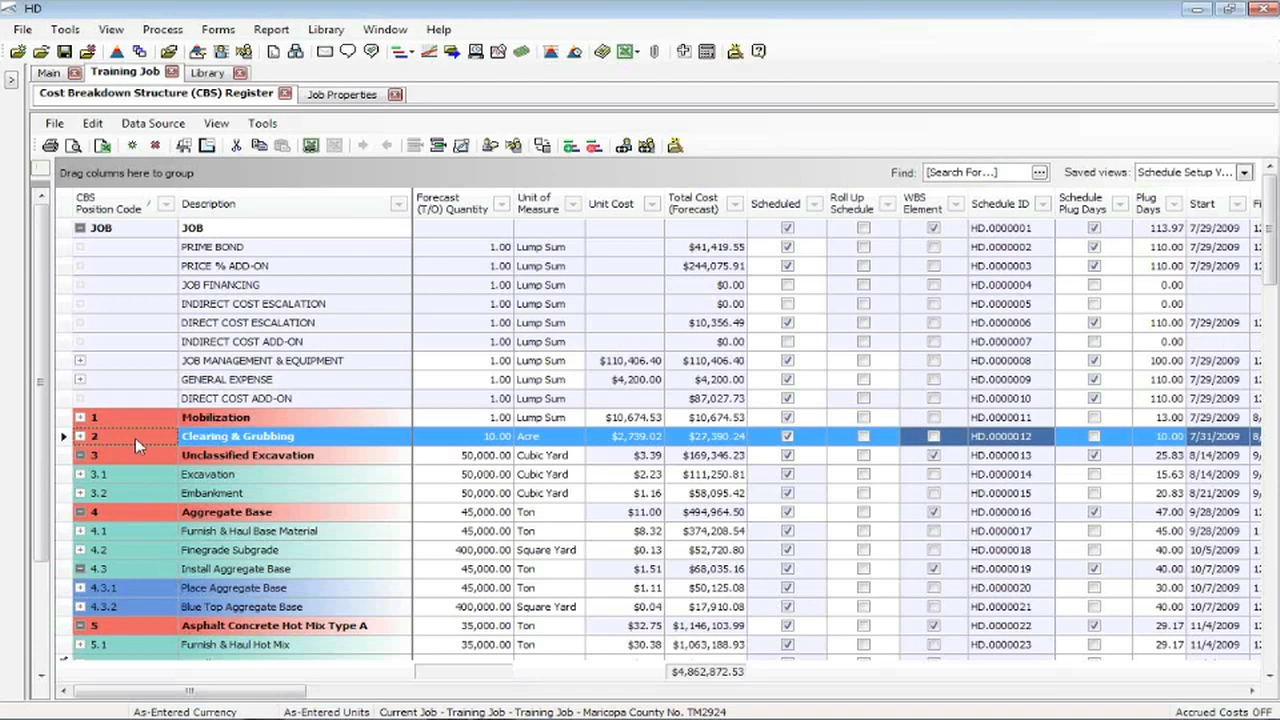 HD
File Tools View Process Forms Report Library Window Help
Main Training Job Library
Cost Breakdown Structure (CBS) Register Job Properties
File Edit Data Source View Tools
Drag columns here to group Find: [Search For...] Saved views: Schedule Setup V...
CBS Position Code Description Forecast (T/O) Quantity Unit of Measure Unit Cost Total Cost (Forecast) Scheduled Roll Up Schedule WBS Element Schedule ID Schedule Plug Days Plug Days Start Fi
JOB JOB HD.0000001 113.97 7/29/2009 12
PRIME BOND 1.00 Lump Sum $41,419.55 HD.0000002 110.00 7/29/2009 12
PRICE % ADD-ON 1.00 Lump Sum $244,075.91 HD.0000003 110.00 7/29/2009 12
JOB FINANCING 1.00 Lump Sum $0.00 HD.0000004 0.00
INDIRECT COST ESCALATION 1.00 Lump Sum $0.00 HD.0000005 0.00
DIRECT COST ESCALATION 1.00 Lump Sum $10,356.49 HD.0000006 110.00 7/29/2009 12
INDIRECT COST ADD-ON 1.00 Lump Sum $0.00 HD.0000007 0.00
JOB MANAGEMENT & EQUIPMENT 1.00 Lump Sum $110,406.40 $110,406.40 HD.0000008 100.00 7/29/2009 12
GENERAL EXPENSE 1.00 Lump Sum $4,200.00 $4,200.00 HD.0000009 110.00 7/29/2009 12
DIRECT COST ADD-ON 1.00 Lump Sum $87,027.73 HD.0000010 110.00 7/29/2009 12
1 Mobilization 1.00 Lump Sum $10,674.53 $10,674.53 HD.0000011 13.00 7/29/2009 8/
2 Clearing & Grubbing 10.00 Acre $2,739.02 $27,390.24 HD.0000012 10.00 7/31/2009 8/
3 Unclassified Excavation 50,000.00 Cubic Yard $3.39 $169,346.23 HD.0000013 25.83 8/14/2009 9/
3.1 Excavation 50,000.00 Cubic Yard $2.23 $111,250.81 HD.0000014 15.63 8/14/2009 9/
3.2 Embankment 50,000.00 Cubic Yard $1.16 $58,095.42 HD.0000015 20.83 8/21/2009 9/
4 Aggregate Base 45,000.00 Ton $11.00 $494,964.50 HD.0000016 47.00 9/28/2009 12
4.1 Furnish & Haul Base Material 45,000.00 Ton $8.32 $374,208.54 HD.0000017 45.00 9/28/2009 12
4.2 Finegrade Subgrade 400,000.00 Square Yard $0.13 $52,720.80 HD.0000018 40.00 10/5/2009 11
4.3 Install Aggregate Base 45,000.00 Ton $1.51 $68,035.16 HD.0000019 40.00 10/7/2009 12
4.3.1 Place Aggregate Base 45,000.00 Ton $1.11 $50,125.08 HD.0000020 30.00 10/7/2009 11
4.3.2 Blue Top Aggregate Base 400,000.00 Square Yard $0.04 $17,910.08 HD.0000021 40.00 10/7/2009 12
5 Asphalt Concrete Hot Mix Type A 35,000.00 Ton $32.75 $1,146,103.99 HD.0000022 29.17 11/4/2009 12
5.1 Furnish & Haul Hot Mix 35,000.00 Ton $30.38 $1,063,188.93 HD.0000023 29.17 11/4/2009 12
$4,862,872.53
As-Entered Currency As-Entered Units Current Job - Training Job - Training Job - Maricopa County No. TM2924 Accrued Costs OFF